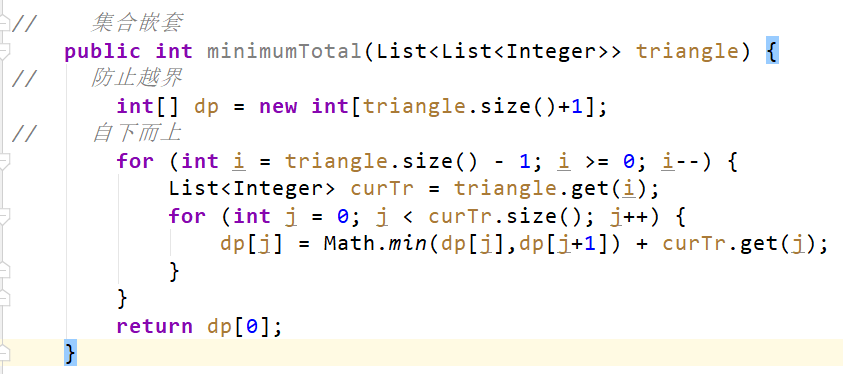 //      集合嵌套
    public int minimumTotal(List<List<Integer>> triangle) {
//      防止越界
        int[] dp = new int[triangle.size()+1];
//      自下而上
        for (int i = triangle.size() - 1; i >= 0; i--) {
            List<Integer> curTr = triangle.get(i);
            for (int j = 0; j < curTr.size(); j++) {
                dp[j] = Math.min(dp[j],dp[j+1]) + curTr.get(j);
            }
        }
        return dp[0];
    }